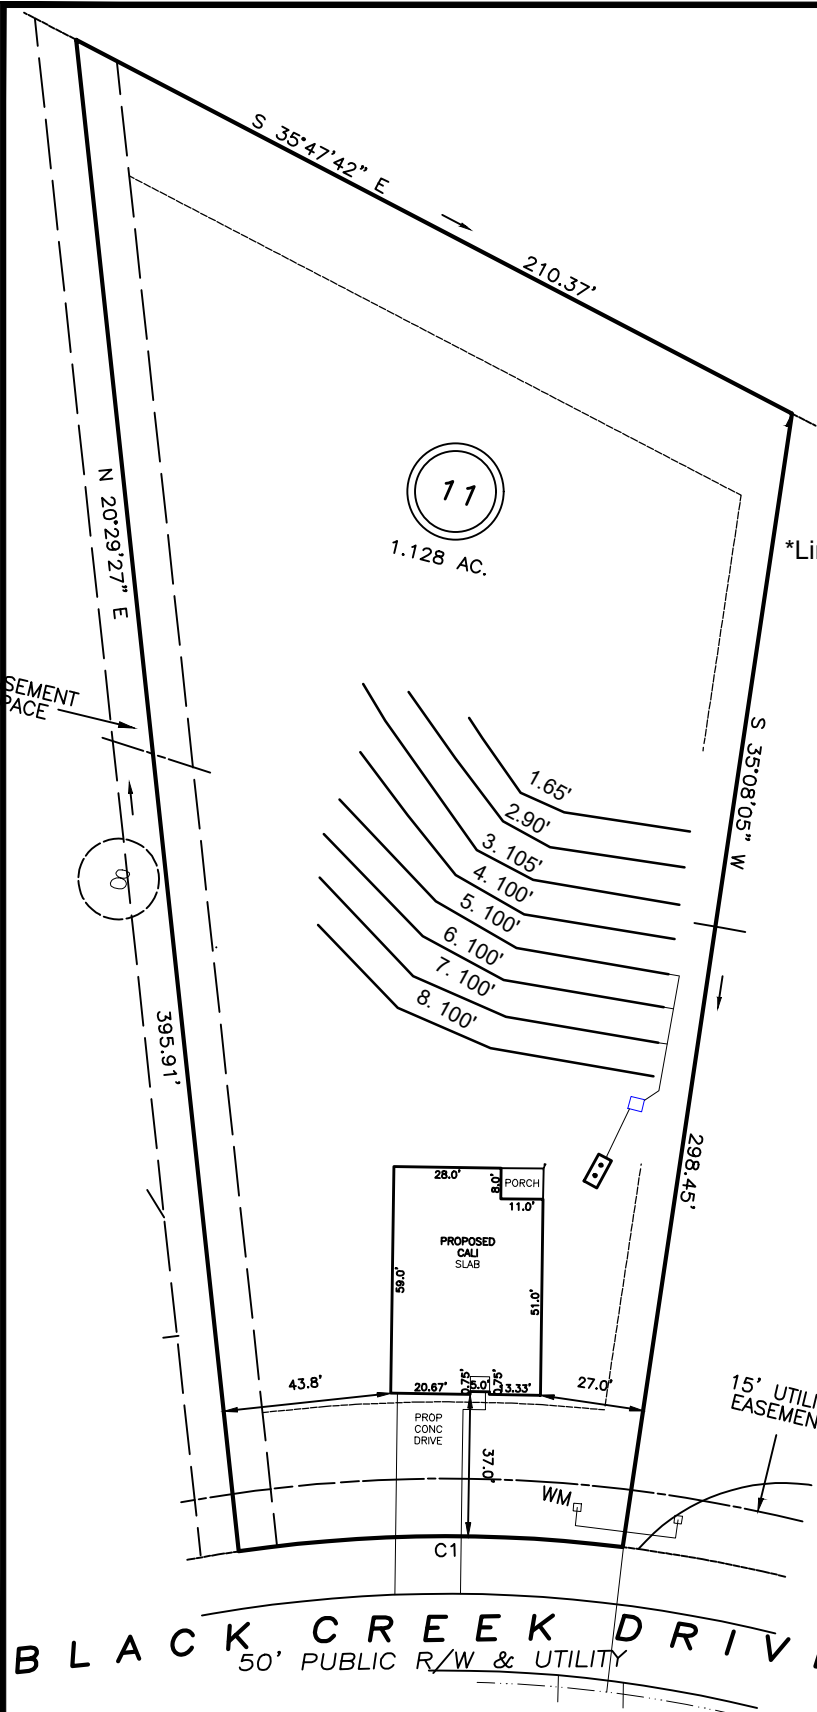 S 35°47'42" E
210.37'
N 20°29'27" E
11
1.128 AC.
*Li
SEMENT
PACE
S 35°08'05" W
1.65'
2.90'
3. 105'
4. 100'
5. 100'
6. 100'
7. 100'
8. 100'
395.91'
298.45'
28.0'
8.0'
PORCH
11.0'
PROPOSED
CALI
SLAB
59.0'
51.0'
43.8'
20.67'
0.75'
5.0'
0.75'
3.33'
27.0'
PROP
CONC
DRIVE
37.0'
15' UTILI
EASEMEN
WM
C1
BLACK CREEK DRIV
50' PUBLIC R/W & UTILITY